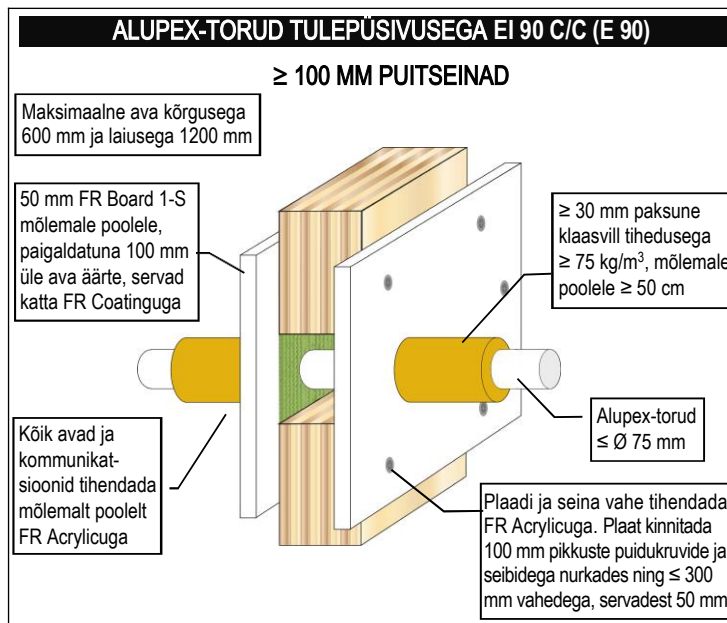 ALUPEX-TORUD TULEPÜSIVUSEGA EI 90 C/C (E 90)
≥ 100 MM PUITSEINAD
Maksimaalne ava kõrgusega
600 mm ja laiusega 1200 mm
50 mm FR Board 1-S
mõlemale poolele,
paigaldatuna 100 mm
üle ava äärte, servad
katta FR Coatinguga
≥ 30 mm paksune
klaasvill tihedusega
≥ 75 kg/m³, mõlemale
poolele ≥ 50 cm
Kõik avad ja
kommunikat-
sioonid tihendada
mõlemalt poolelt
FR Acrylicuga
Alupex-torud
≤ Ø 75 mm
Plaadi ja seina vahe tihendada
FR Acrylicuga. Plaat kinnitada
100 mm pikkuste puidukruvide ja
seibidega nurkades ning ≤ 300
mm vahedega, servadest 50 mm